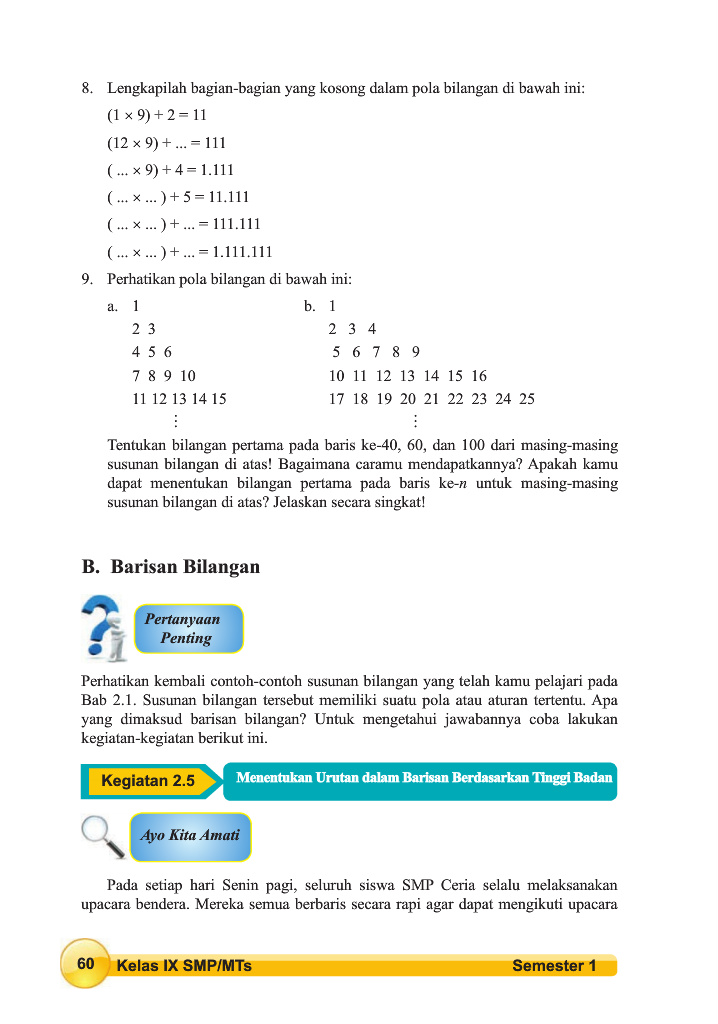 8. Lengkapilah bagian-bagian yang kosong dalam pola bilangan di bawah ini:
(1 × 9) + 2 = 11
(12 × 9) + ... = 111
( ... × 9) + 4 = 1.111
( ... × ... ) + 5 = 11.111
( ... × ... ) + ... = 111.111
( ... × ... ) + ... = 1.111.111
9. Perhatikan pola bilangan di bawah ini:
a. 1 b. 1
2 3 2 3 4
4 5 6 5 6 7 8 9
7 8 9 10 10 11 12 13 14 15 16
11 12 13 14 15 17 18 19 20 21 22 23 24 25
⋮ ⋮
Tentukan bilangan pertama pada baris ke-40, 60, dan 100 dari masing-masing
susunan bilangan di atas! Bagaimana caramu mendapatkannya? Apakah kamu
dapat menentukan bilangan pertama pada baris ke-n untuk masing-masing
susunan bilangan di atas? Jelaskan secara singkat!
B. Barisan Bilangan
Pertanyaan
Penting
Perhatikan kembali contoh-contoh susunan bilangan yang telah kamu pelajari pada
Bab 2.1. Susunan bilangan tersebut memiliki suatu pola atau aturan tertentu. Apa
yang dimaksud barisan bilangan? Untuk mengetahui jawabannya coba lakukan
kegiatan-kegiatan berikut ini.
Kegiatan 2.5 Menentukan Urutan dalam Barisan Berdasarkan Tinggi Badan
Ayo Kita Amati
Pada setiap hari Senin pagi, seluruh siswa SMP Ceria selalu melaksanakan
upacara bendera. Mereka semua berbaris secara rapi agar dapat mengikuti upacara
60 Kelas IX SMP/MTs Semester 1